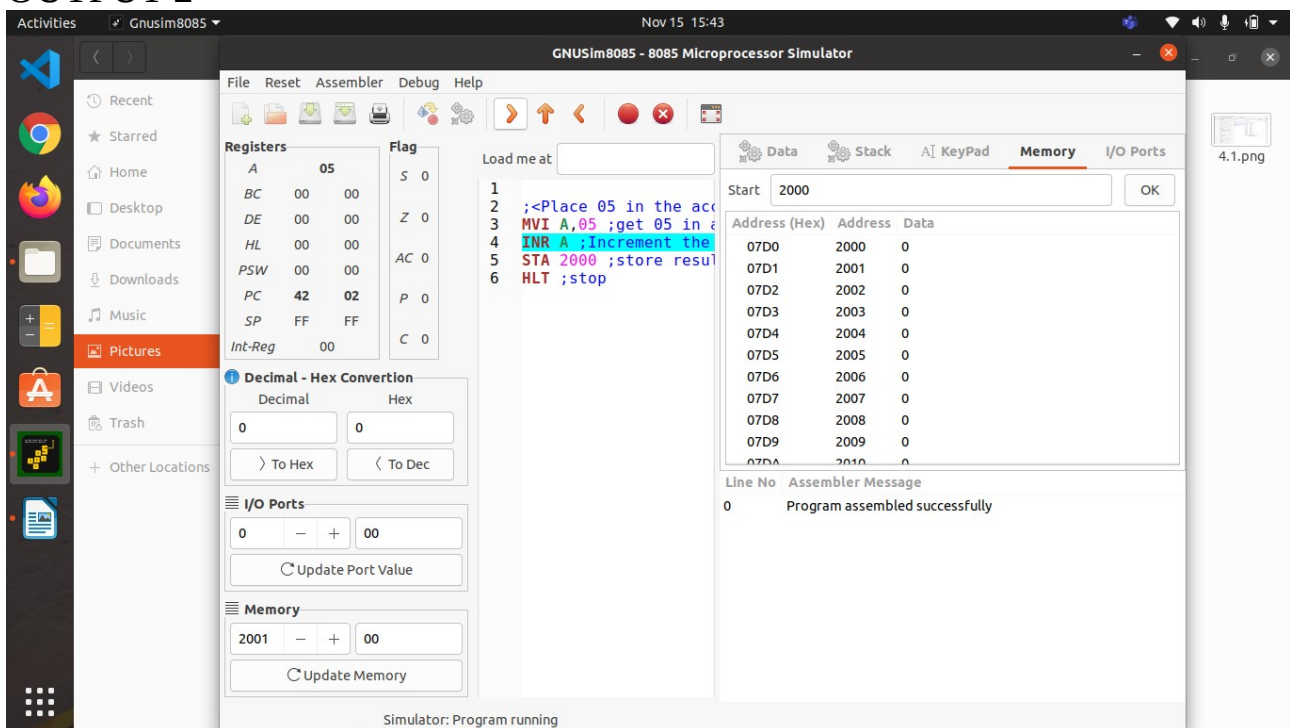 Activities Gnusim8085 Nov 15 15:43
GNUSim8085 - 8085 Microprocessor Simulator
File Reset Assembler Debug Help
Recent
Starred
Home
Desktop
Documents
Downloads
Music
Pictures
Videos
Trash
+ Other Locations
Registers
A 05
BC 00 00
DE 00 00
HL 00 00
PSW 00 00
PC 42 02
SP FF FF
Int-Reg 00
Flag
S 0
Z 0
AC 0
P 0
C 0
Decimal - Hex Convertion
Decimal Hex
0 0
To Hex To Dec
I/O Ports
0 - + 00
Update Port Value
Memory
2001 - + 00
Update Memory
Load me at
1
2 ;<Place 05 in the acc
3 MVI A,05 ;get 05 in
4 INR A ;Increment the
5 STA 2000 ;store resul
6 HLT ;stop
Data Stack KeyPad Memory I/O Ports
Start 2000 OK
Address (Hex) Address Data
07D0 2000 0
07D1 2001 0
07D2 2002 0
07D3 2003 0
07D4 2004 0
07D5 2005 0
07D6 2006 0
07D7 2007 0
07D8 2008 0
07D9 2009 0
07DA 2010 0
Line No Assembler Message
0 Program assembled successfully
Simulator: Program running
4.1.png